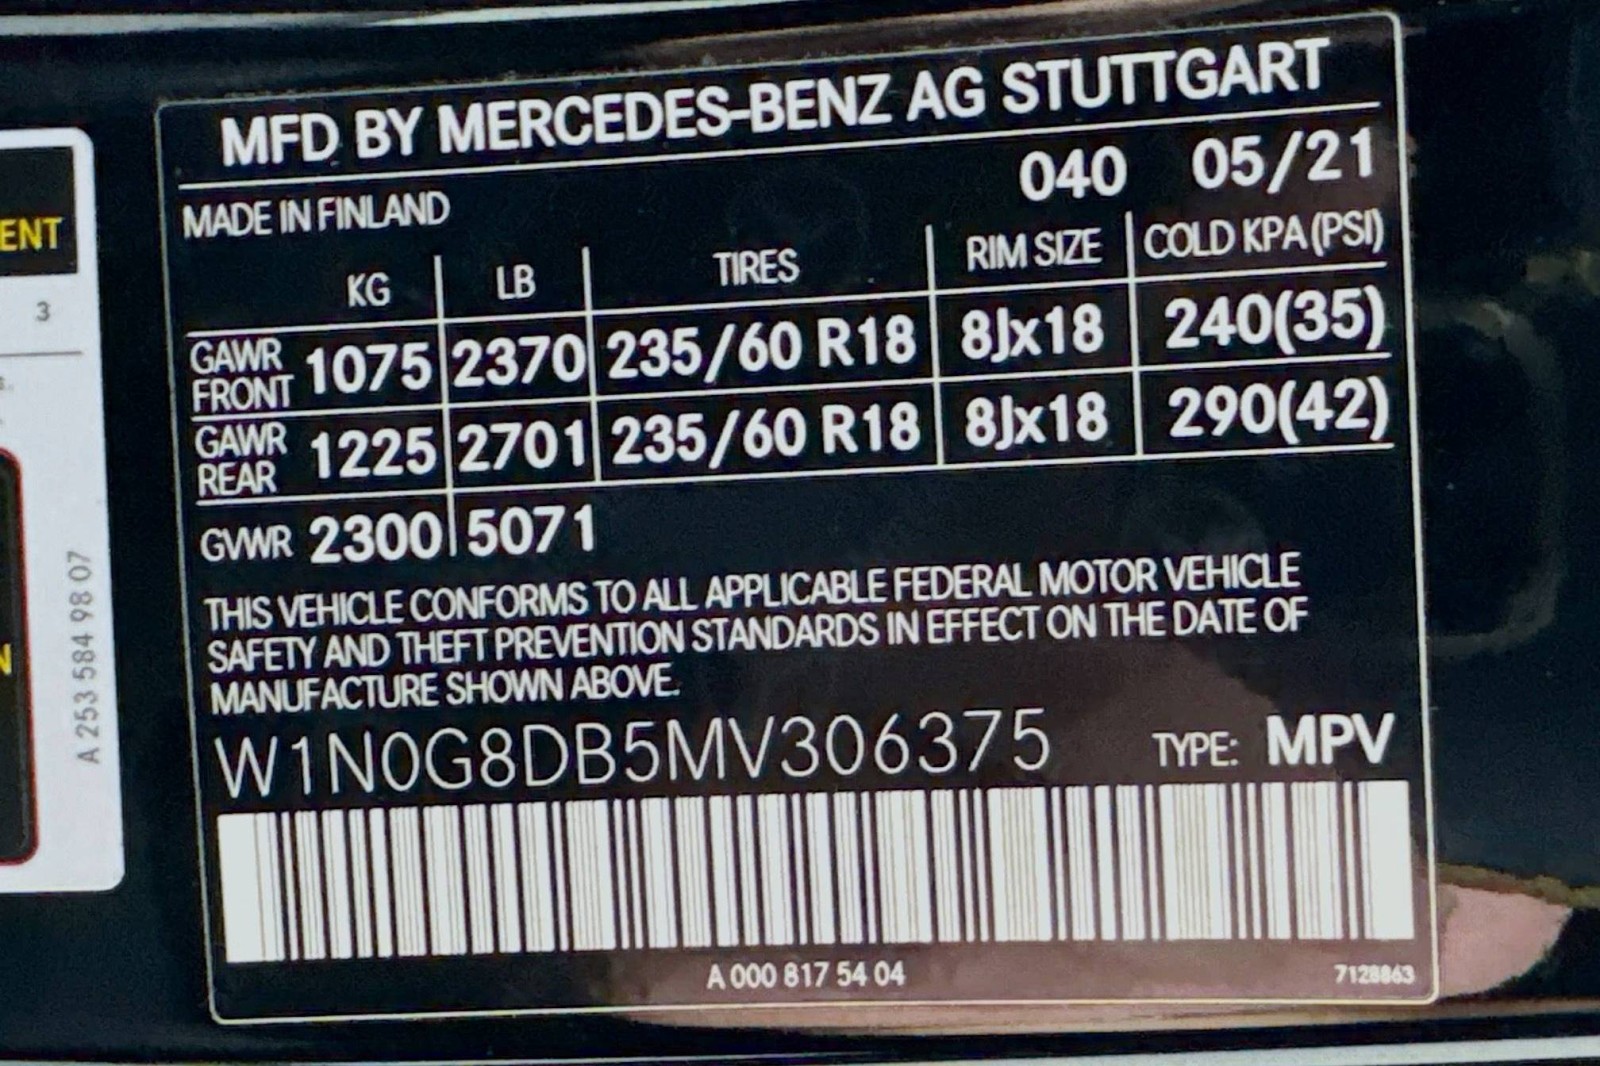 MFD BY MERCEDES-BENZ AG STUTTGART
040 05/21
MADE IN FINLAND
KG LB TIRES RIM SIZE COLD KPA (PSI)
GAWR FRONT 1075 2370 235/60 R18 8Jx18 240(35)
GAWR REAR 1225 2701 235/60 R18 8Jx18 290(42)
GVWR 2300 5071
THIS VEHICLE CONFORMS TO ALL APPLICABLE FEDERAL MOTOR VEHICLE
SAFETY AND THEFT PREVENTION STANDARDS IN EFFECT ON THE DATE OF
MANUFACTURE SHOWN ABOVE.
W1N0G8DB5MV306375 TYPE: MPV
A 000 817 54 04 7128863
ENT
3
N
A 253 584 98 07